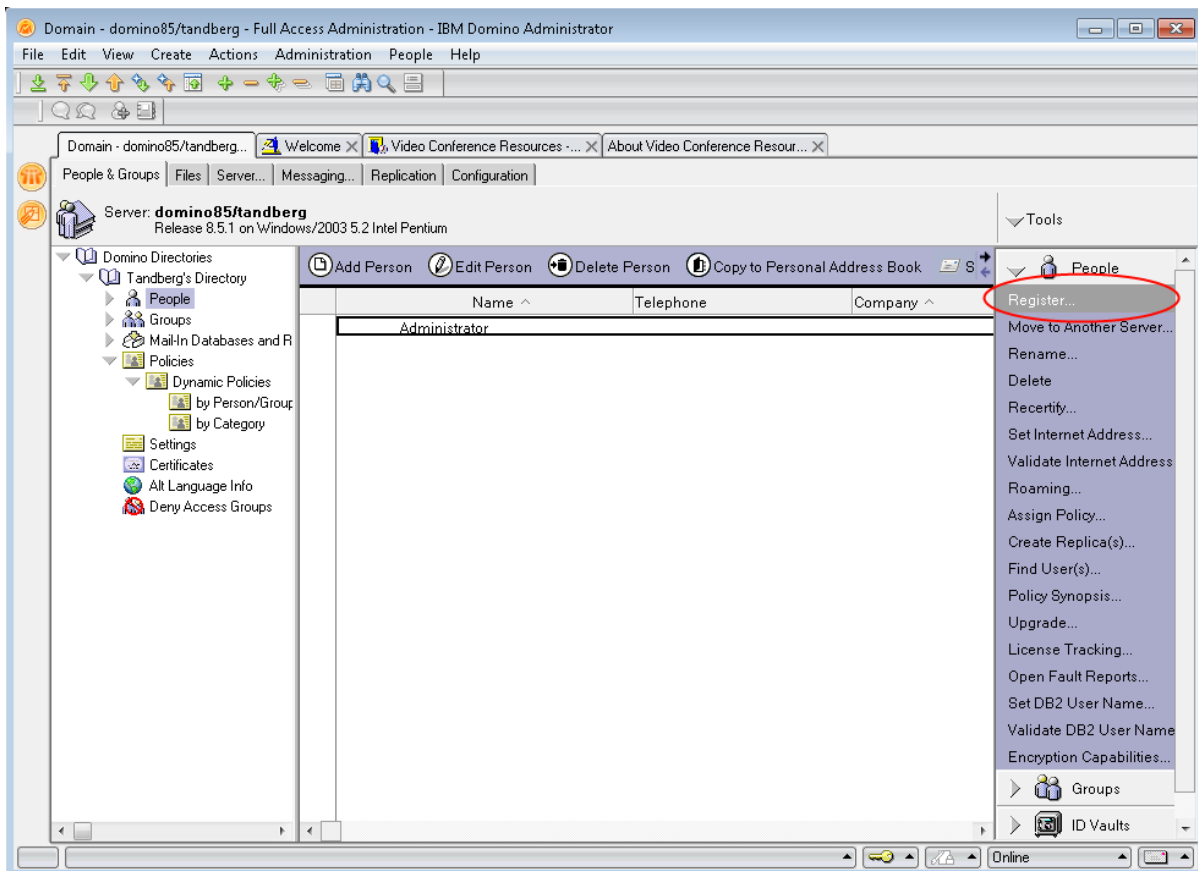 Domain - domino85/tandberg - Full Access Administration - IBM Domino Administrator
File Edit View Create Actions Administration People Help
Domain - domino85/tandberg... Welcome Video Conference Resources -... About Video Conference Resour...
People & Groups Files Server... Messaging... Replication Configuration
Server: domino85/tandberg
Release 8.5.1 on Windows/2003 5.2 Intel Pentium
Tools
Domino Directories
Tandberg's Directory
People
Groups
Mail-In Databases and R
Policies
Dynamic Policies
by Person/Group
by Category
Settings
Certificates
Alt Language Info
Deny Access Groups
Add Person Edit Person Delete Person Copy to Personal Address Book S
Name Telephone Company
Administrator
People
Register...
Move to Another Server...
Rename...
Delete
Recertify...
Set Internet Address...
Validate Internet Address
Roaming...
Assign Policy...
Create Replica(s)...
Find User(s)...
Policy Synopsis...
Upgrade...
License Tracking...
Open Fault Reports...
Set DB2 User Name...
Validate DB2 User Name
Encryption Capabilities...
Groups
ID Vaults
Online